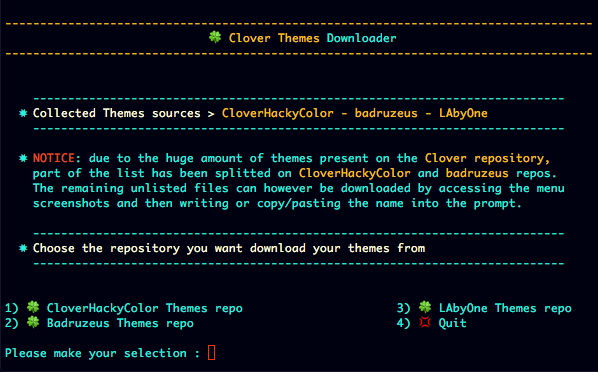 🍀 Clover Themes Downloader
✸ Collected Themes sources > CloverHackyColor - badruzeus - LAbyOne
✸ NOTICE: due to the huge amount of themes present on the Clover repository,
part of the list has been splitted on CloverHackyColor and badruzeus repos.
The remaining unlisted files can however be downloaded by accessing the menu
screenshots and then writing or copy/pasting the name into the prompt.
✸ Choose the repository you want download your themes from
1) 🍀 CloverHackyColor Themes repo 3) 🍀 LAbyOne Themes repo
2) 🍀 Badruzeus Themes repo 4) 💢 Quit
Please make your selection :